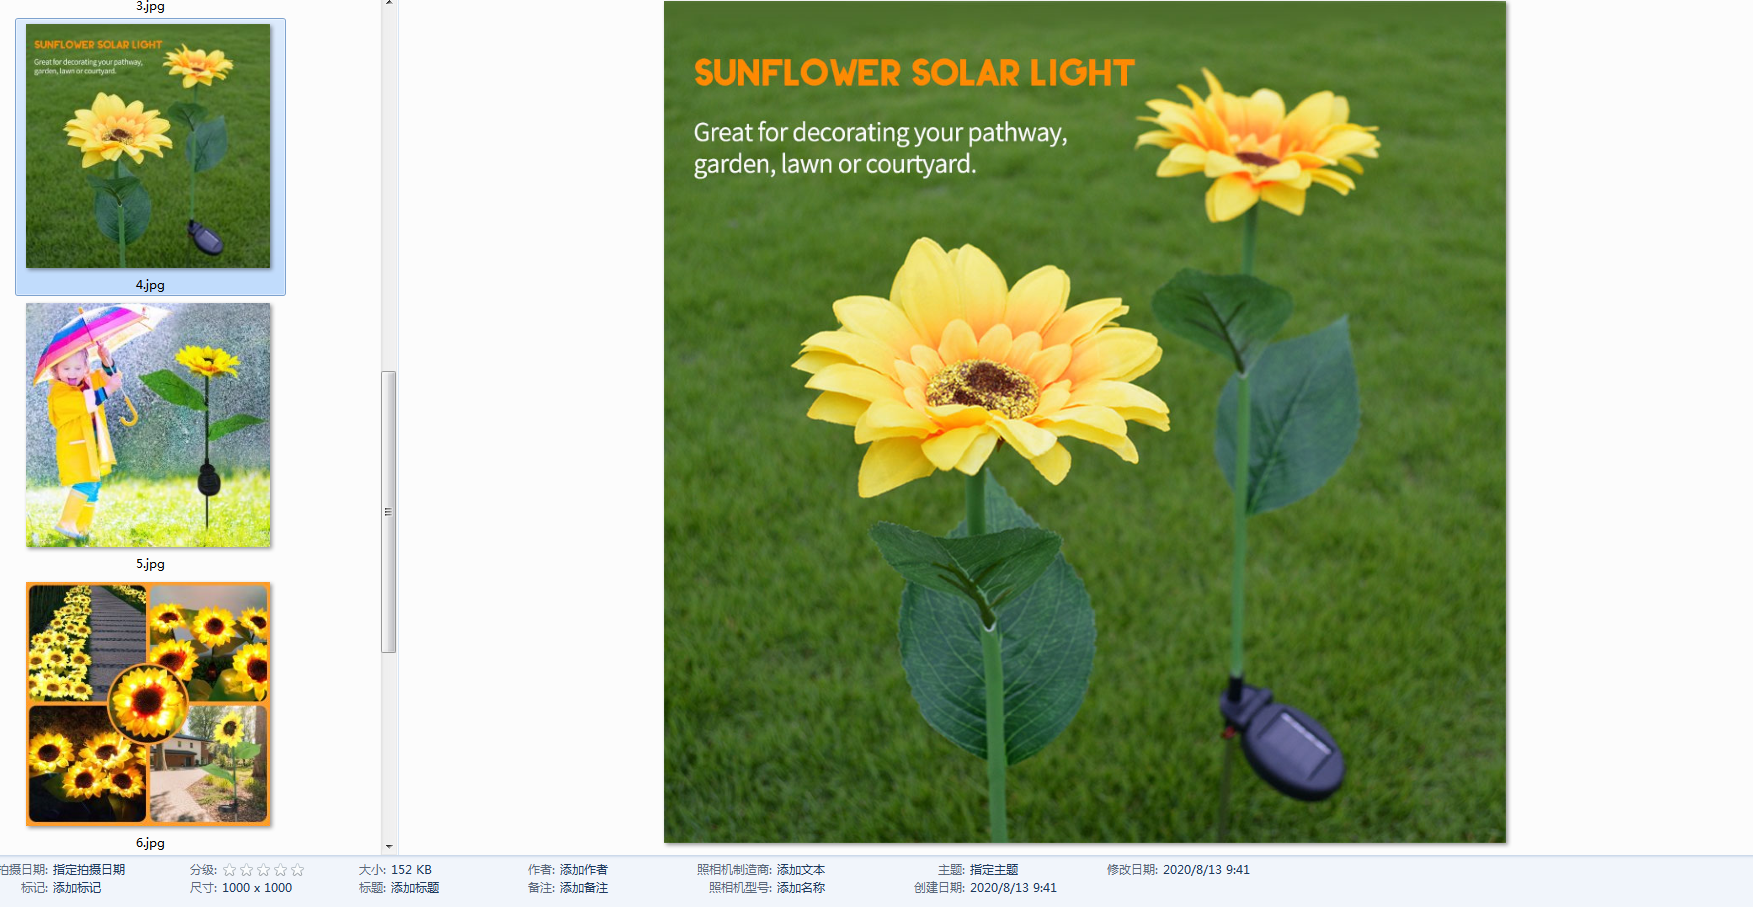 3.jpg
SUNFLOWER SOLAR LIGHT
Great for decorating your pathway,
garden, lawn or courtyard.
4.jpg
5.jpg
6.jpg
SUNFLOWER SOLAR LIGHT
Great for decorating your pathway,
garden, lawn or courtyard.
拍摄日期: 指定拍摄日期 分级: 大小: 152 KB 作者: 添加作者 照相机制造商: 添加文本 主题: 指定主题 修改日期: 2020/8/13 9:41
标记: 添加标记 尺寸: 1000 x 1000 标题: 添加标题 备注: 添加备注 照相机型号: 添加名称 创建日期: 2020/8/13 9:41